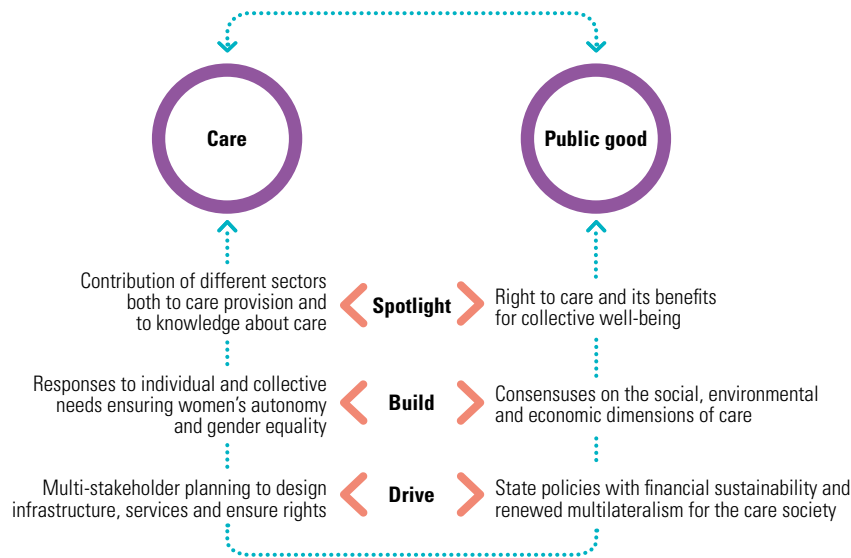 Care
Public good
Contribution of different sectors
both to care provision and
to knowledge about care
Spotlight
Right to care and its benefits
for collective well-being
Responses to individual and collective
needs ensuring women’s autonomy
and gender equality
Build
Consensuses on the social, environmental
and economic dimensions of care
Multi-stakeholder planning to design
infrastructure, services and ensure rights
Drive
State policies with financial sustainability and
renewed multilateralism for the care society